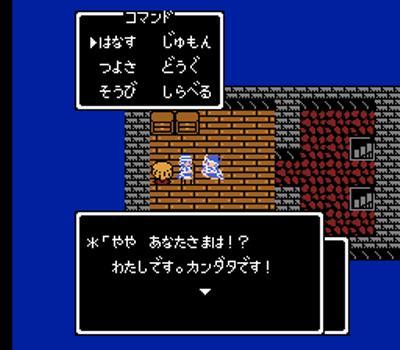 コマンド
▶はなす　じゅもん
つよさ　どうぐ
そうび　しらべる
＊「やや　あなたさまは！？
わたしです。カンダタです！
▼